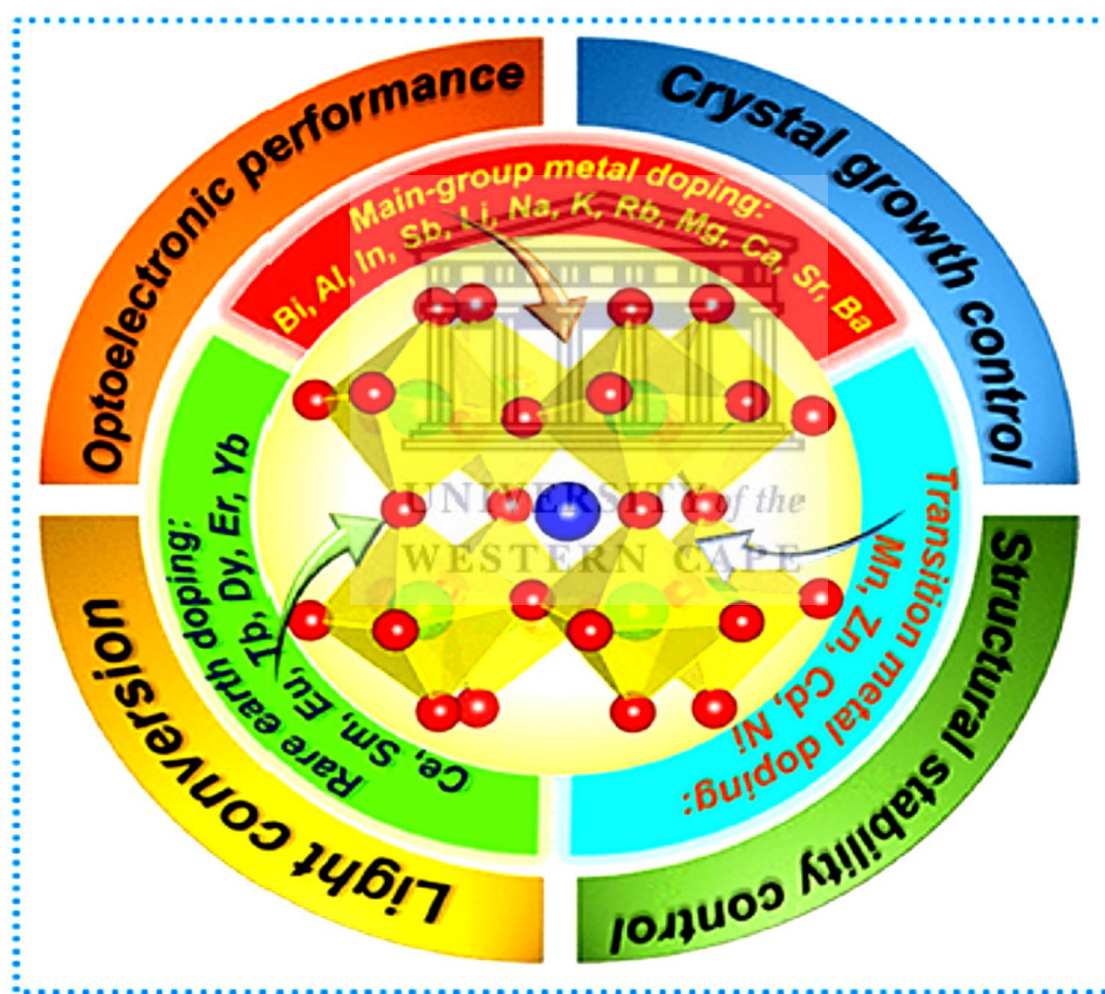 Optoelectronic performance
Crystal growth control
Main-group metal doping:
Bi, Al, In, Sb, Li, Na, K, Rb, Mg, Ca, Sr, Ba
Rare earth doping:
Ce, Sm, Eu, Tb, Dy, Er, Yb
Transition metal doping:
Mn, Zn, Cd, Ni
UNIVERSITY of the
WESTERN CAPE
Light conversion
Structural stability control